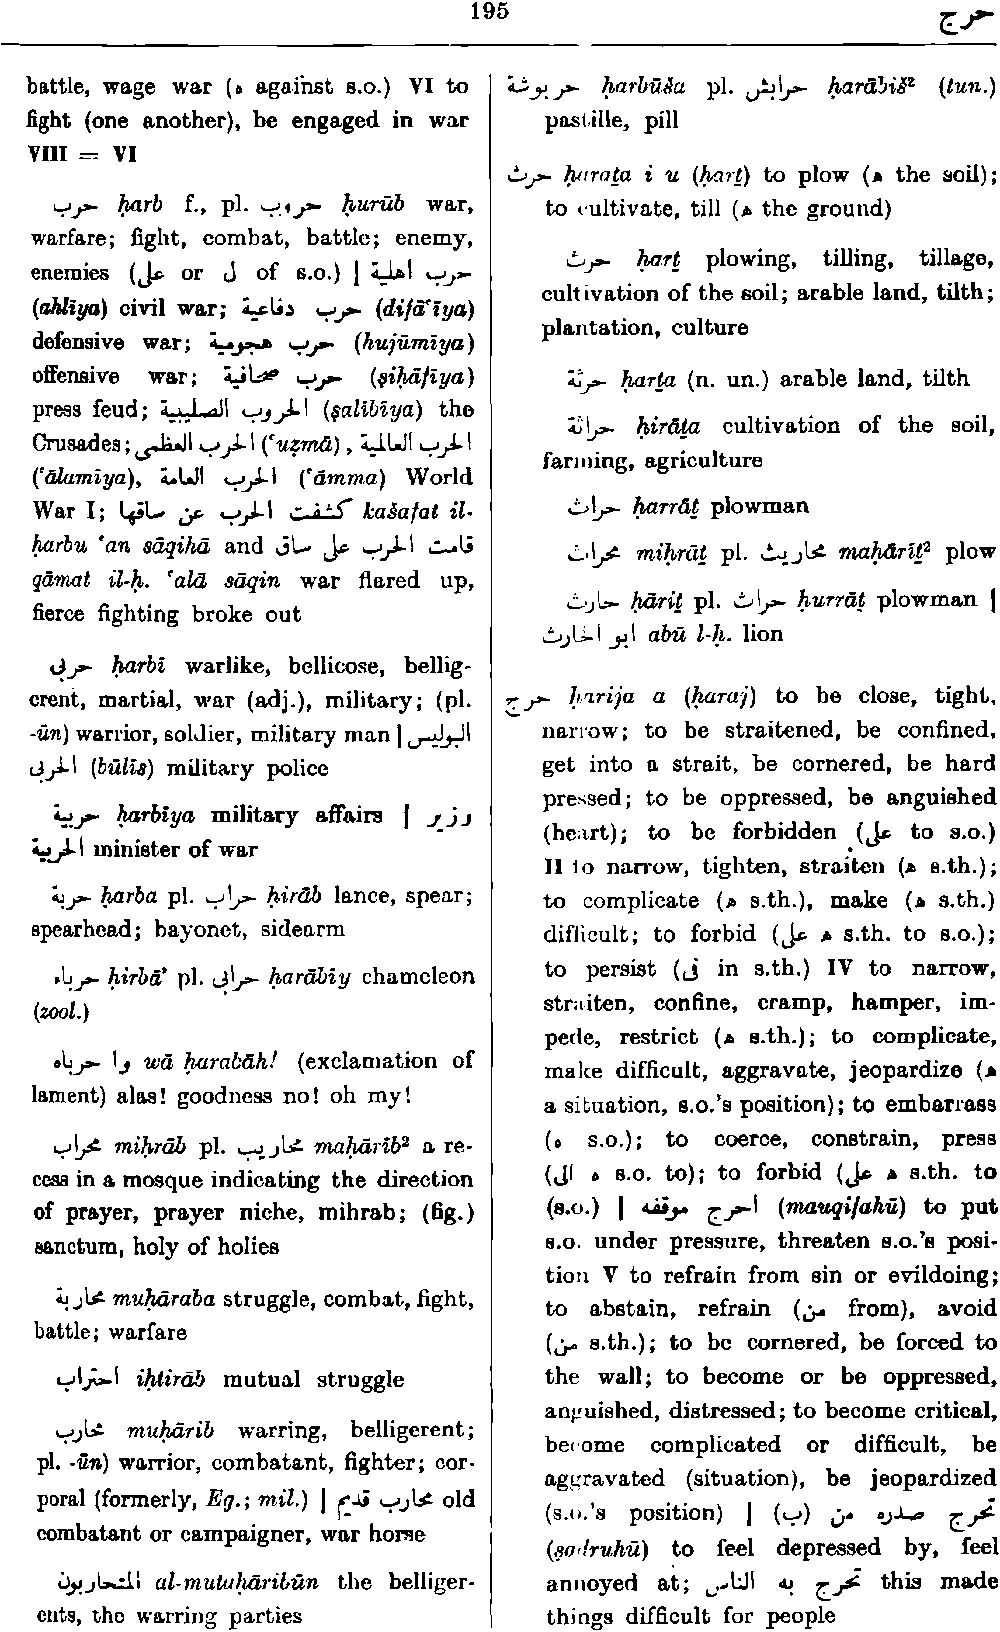 195
حرج
battle, wage war (ه against s.o.) VI to
fight (one another), be engaged in war
VIII = VI
حرب ḥarb f., pl. حروب ḥurūb war,
warfare; fight, combat, battle; enemy,
enemies (على or ل of s.o.) | حرب اهلية
(ahlīya) civil war; حرب دفاعية (difāʿīya)
defensive war; حرب هجومية (hujūmīya)
offensive war; حرب صحافية (ṣiḥāfīya)
press feud; الحروب الصليبية (ṣalībīya) the
Crusades; الحرب العظمى (ʿuẓmā), الحرب العالمية
(ʿālamīya), الحرب العامة (ʿāmma) World
War I; كشفت الحرب عن ساقها kašafat il-
ḥarbu ʿan sāqihā and قامت الحرب على ساق
qāmat il-ḥ. ʿalā sāqin war flared up,
fierce fighting broke out
حربى ḥarbī warlike, bellicose, bellig-
erent, martial, war (adj.), military; (pl.
-ūn) warrior, soldier, military man | البوليس
الحربى (būlīs) military police
حربية ḥarbīya military affairs | وزير
الحربية minister of war
حربة ḥarba pl. حراب ḥirāb lance, spear;
spearhead; bayonet, sidearm
حرباء ḥirbāʾ pl. حرابى ḥarābīy chameleon
(zool.)
وا حرباه wā ḥarabāh! (exclamation of
lament) alas! goodness no! oh my!
محراب miḥrāb pl. محاريب maḥārīb² a re-
cess in a mosque indicating the direction
of prayer, prayer niche, mihrab; (fig.)
sanctum, holy of holies
محاربة muḥāraba struggle, combat, fight,
battle; warfare
احتراب iḥtirāb mutual struggle
محارب muḥārib warring, belligerent;
pl. -ūn) warrior, combatant, fighter; cor-
poral (formerly, Eg.; mil.) | محارب قديم old
combatant or campaigner, war horse
المتحاربون al-mutaḥāribūn the belliger-
ents, the warring parties
حربوشة ḥarbūša pl. حرابش ḥarābiš² (tun.)
pastille, pill
حرث ḥaraṯa i u (ḥarṯ) to plow (ه the soil);
to cultivate, till (ه the ground)
حرث ḥarṯ plowing, tilling, tillage,
cultivation of the soil; arable land, tilth;
plantation, culture
حرثة ḥarṯa (n. un.) arable land, tilth
حراثة ḥirāṯa cultivation of the soil,
farming, agriculture
حراث ḥarrāṯ plowman
محراث miḥrāṯ pl. محاريث maḥārīṯ² plow
حارث ḥāriṯ pl. حراث ḥurrāṯ plowman |
ابو الحارث abū l-ḥ. lion
حرج ḥarija a (ḥaraj) to be close, tight,
narrow; to be straitened, be confined,
get into a strait, be cornered, be hard
pressed; to be oppressed, be anguished
(heart); to be forbidden (على to s.o.)
II to narrow, tighten, straiten (ه s.th.);
to complicate (ه s.th.), make (ه s.th.)
difficult; to forbid (ه على s.th. to s.o.);
to persist (فى in s.th.) IV to narrow,
straiten, confine, cramp, hamper, im-
pede, restrict (ه s.th.); to complicate,
make difficult, aggravate, jeopardize (ه
a situation, s.o.'s position); to embarrass
(ه s.o.); to coerce, constrain, press
(ه الى s.o. to); to forbid (ه على s.th. to
(s.o.) | احرج موقفه (mauqifahū) to put
s.o. under pressure, threaten s.o.'s posi-
tion V to refrain from sin or evildoing;
to abstain, refrain (من from), avoid
(من s.th.); to be cornered, be forced to
the wall; to become or be oppressed,
anguished, distressed; to become critical,
become complicated or difficult, be
aggravated (situation), be jeopardized
(s.o.'s position) | تحرج صدره من (ب)
(ṣadruhū) to feel depressed by, feel
annoyed at; تحرج به الناس this made
things difficult for people